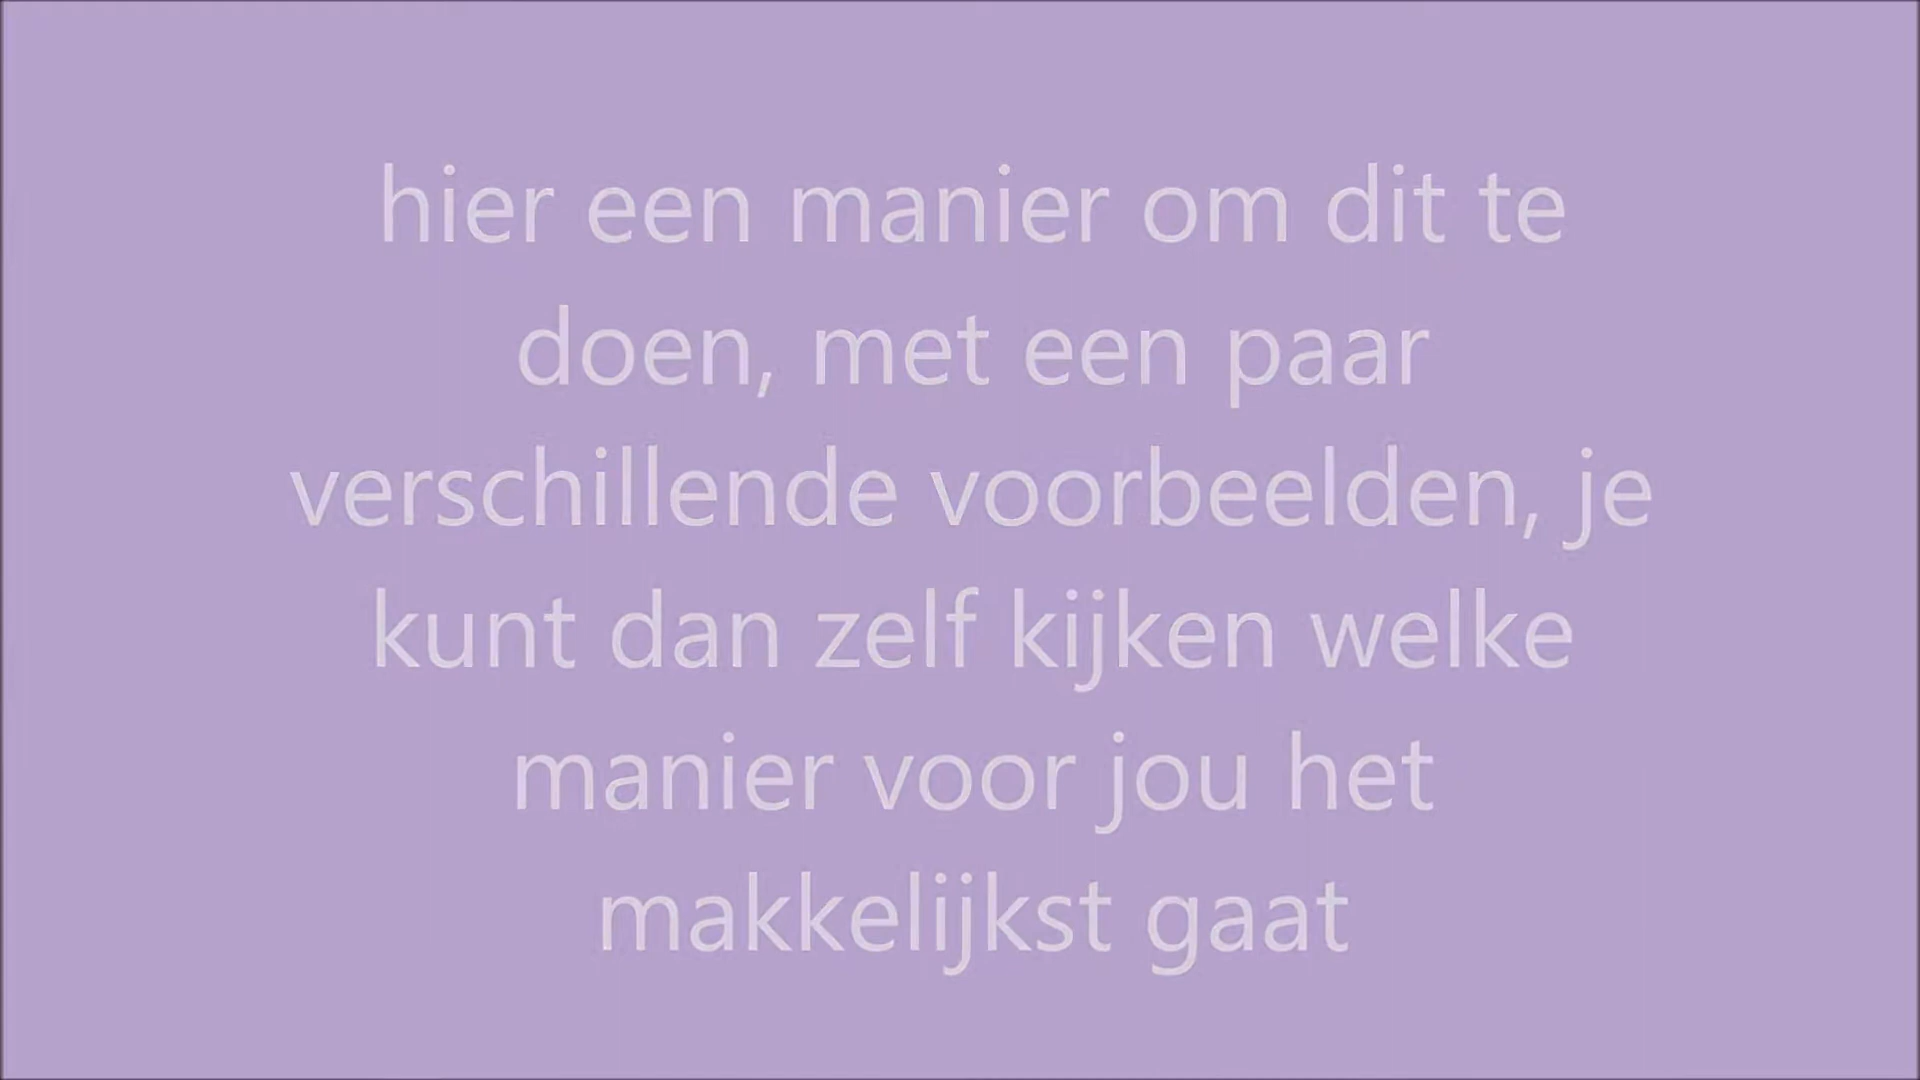 hier een manier om dit te
doen, met een paar
verschillende voorbeelden, je
kunt dan zelf kijken welke
manier voor jou het
makkelijkst gaat